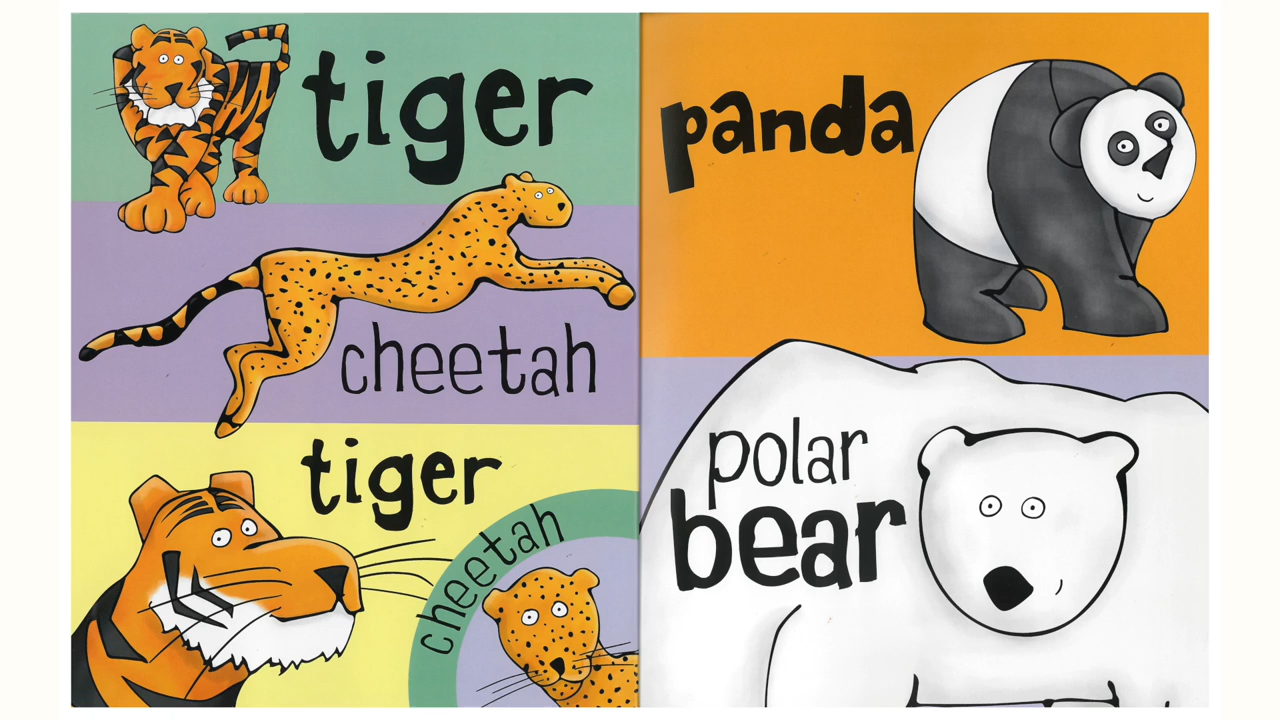 tiger
cheetah
tiger
cheetah
panda
polar
bear